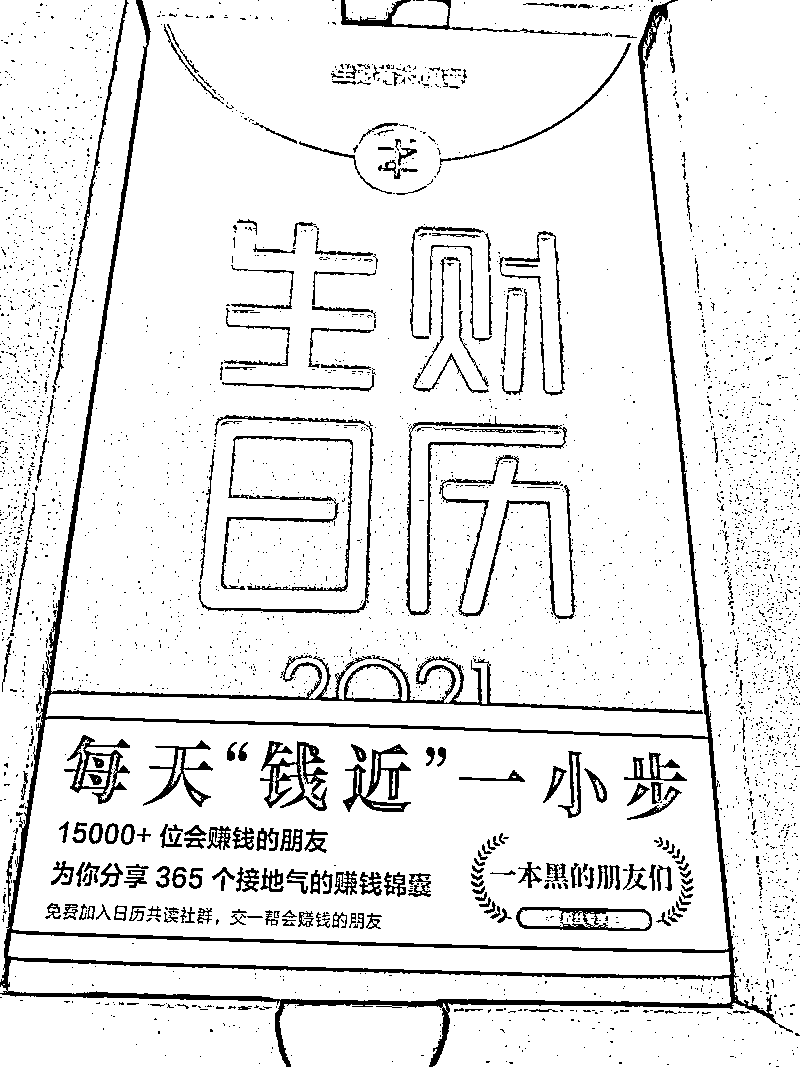 生财
日历
2021
每天“钱近”一小步
15000+ 位会赚钱的朋友
为你分享 365 个接地气的赚钱锦囊
免费加入日历共读社群，交一帮会赚钱的朋友
一本黑的朋友们